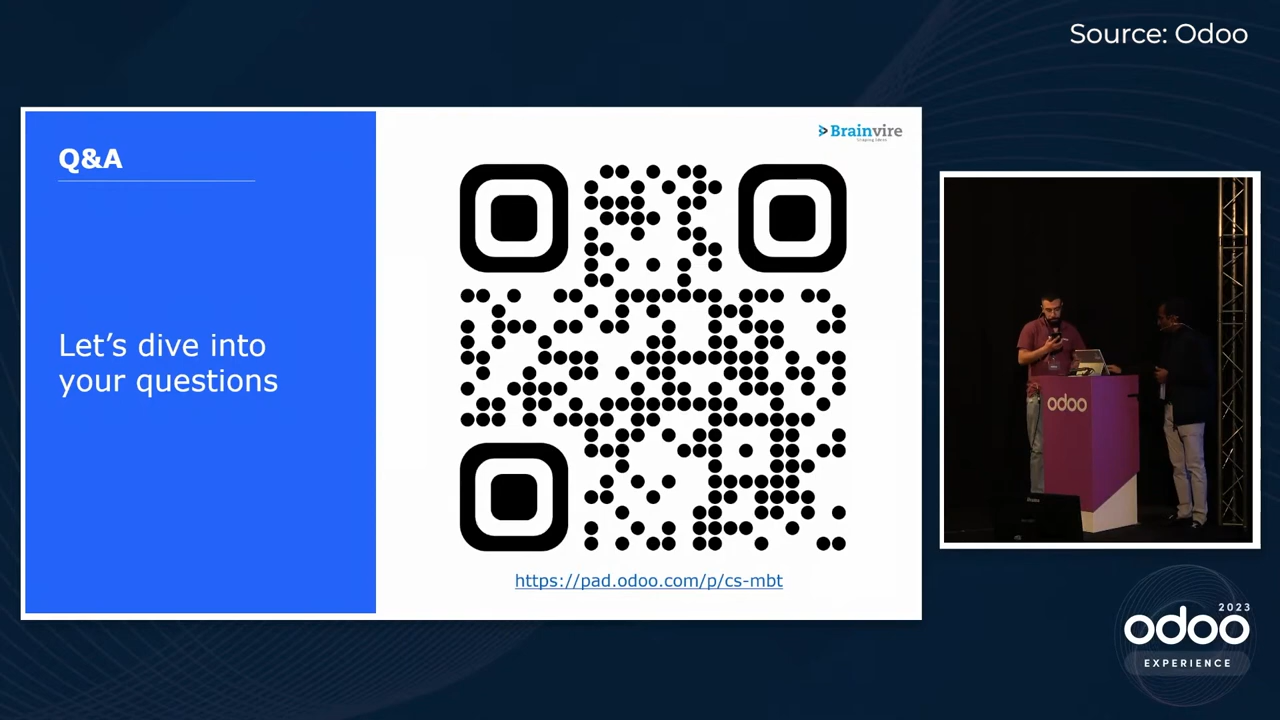 Source: Odoo
Brainvire
Q&A
Let’s dive into
your questions
https://pad.odoo.com/p/cs-mbt
odoo
2023
odoo
EXPERIENCE